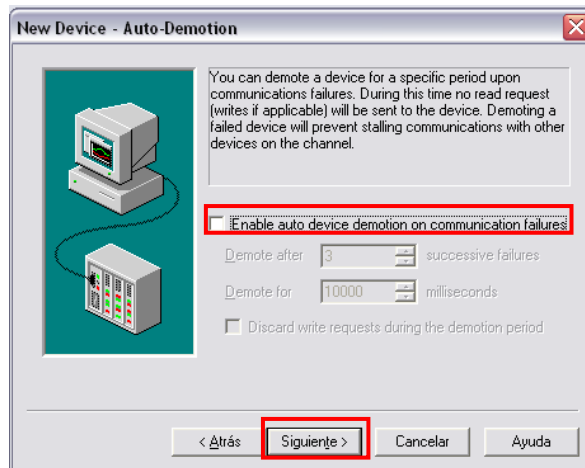 New Device - Auto-Demotion
You can demote a device for a specific period upon
communications failures. During this time no read request
(writes if applicable) will be sent to the device. Demoting a
failed device will prevent stalling communications with other
devices on the channel.
Enable auto device demotion on communication failures
Demote after 3 successive failures
Demote for 10000 milliseconds
Discard write requests during the demotion period
< Atrás Siguiente > Cancelar Ayuda